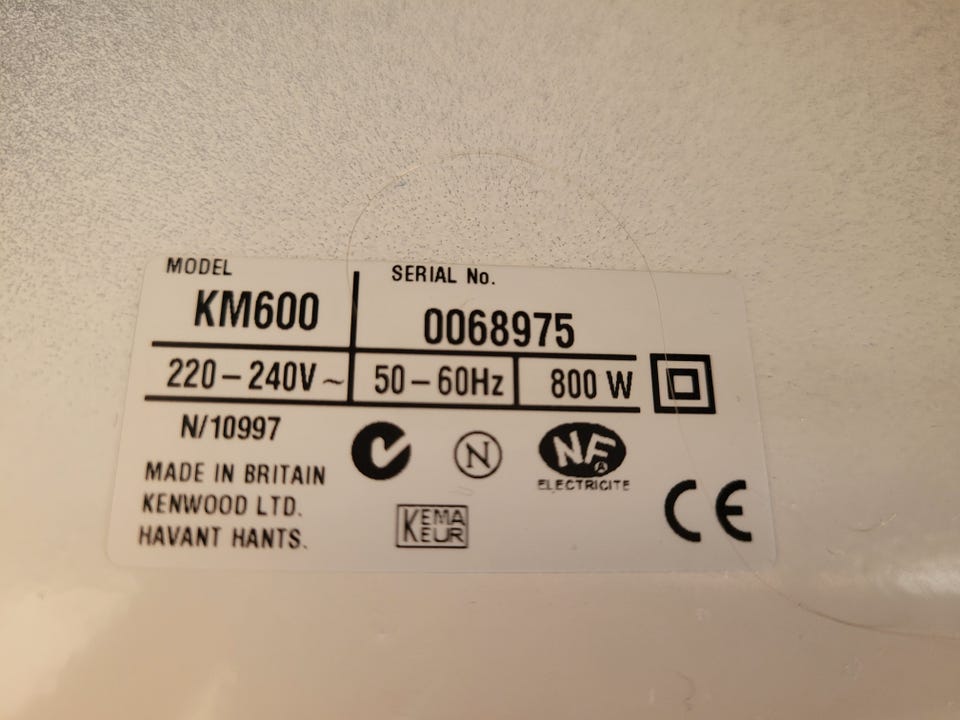 MODEL
SERIAL No.
KM600
0068975
220-240V ~
50-60Hz
800 W
N/10997
MADE IN BRITAIN
KENWOOD LTD.
HAVANT HANTS.
N
NF
A
ELECTRICITE
KEMA
KEUR
CE